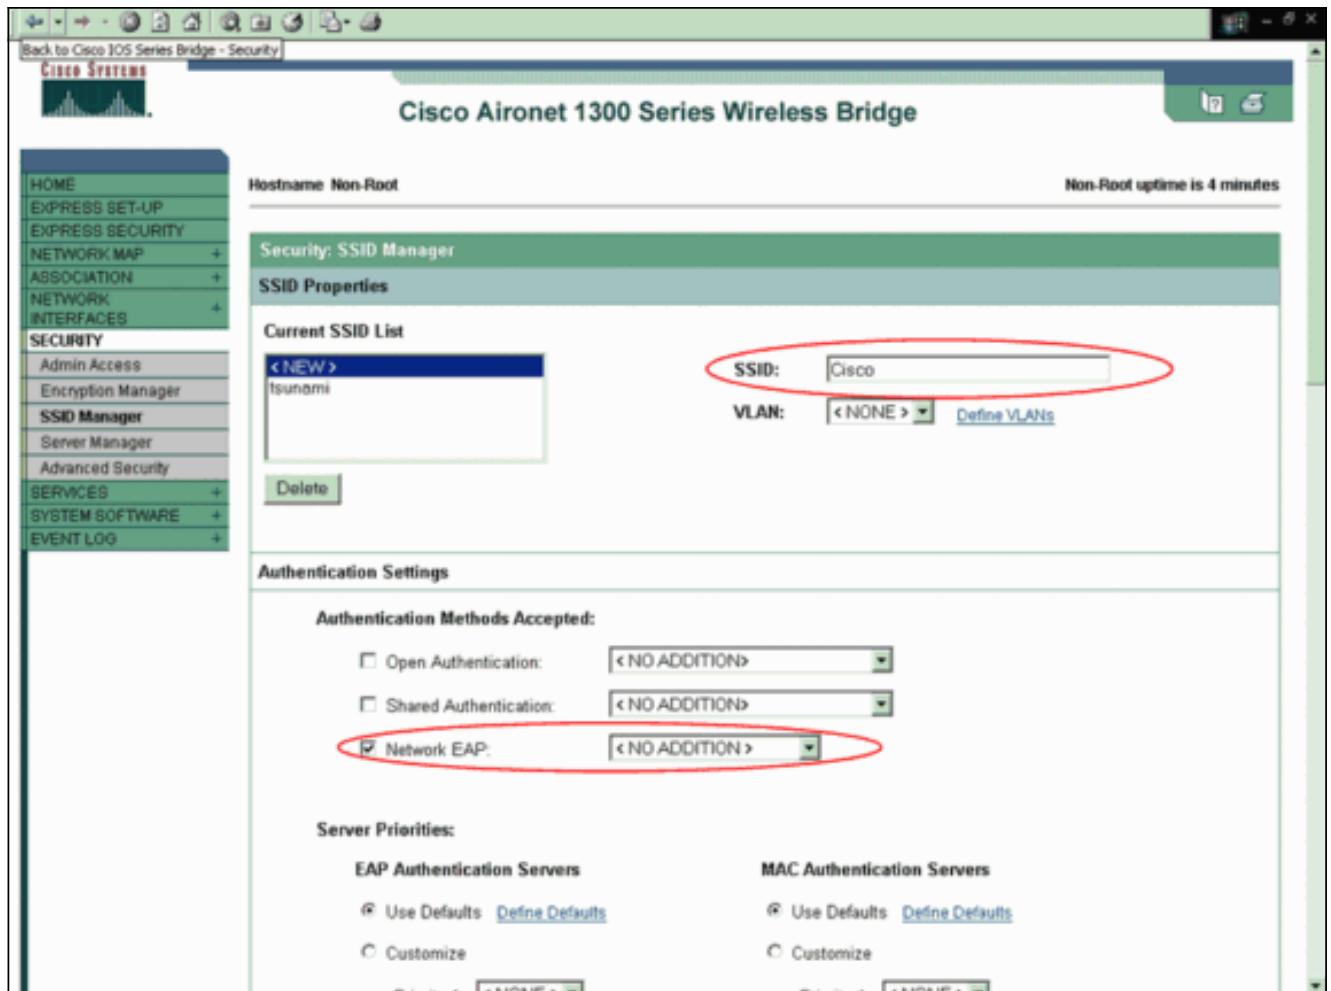 Back to Cisco IOS Series Bridge - Security
CISCO SYSTEMS
Cisco Aironet 1300 Series Wireless Bridge
HOME
EXPRESS SET-UP
EXPRESS SECURITY
NETWORK MAP +
ASSOCIATION +
NETWORK
INTERFACES +
SECURITY
Admin Access
Encryption Manager
SSID Manager
Server Manager
Advanced Security
SERVICES +
SYSTEM SOFTWARE +
EVENT LOG +
Hostname Non-Root
Non-Root uptime is 4 minutes
Security: SSID Manager
SSID Properties
Current SSID List
< NEW >
tsunami
Delete
SSID: Cisco
VLAN: < NONE > Define VLANs
Authentication Settings
Authentication Methods Accepted:
Open Authentication: < NO ADDITION>
Shared Authentication: < NO ADDITION>
Network EAP: < NO ADDITION >
Server Priorities:
EAP Authentication Servers
Use Defaults Define Defaults
Customize
< NONE >
MAC Authentication Servers
Use Defaults Define Defaults
Customize
< NONE >